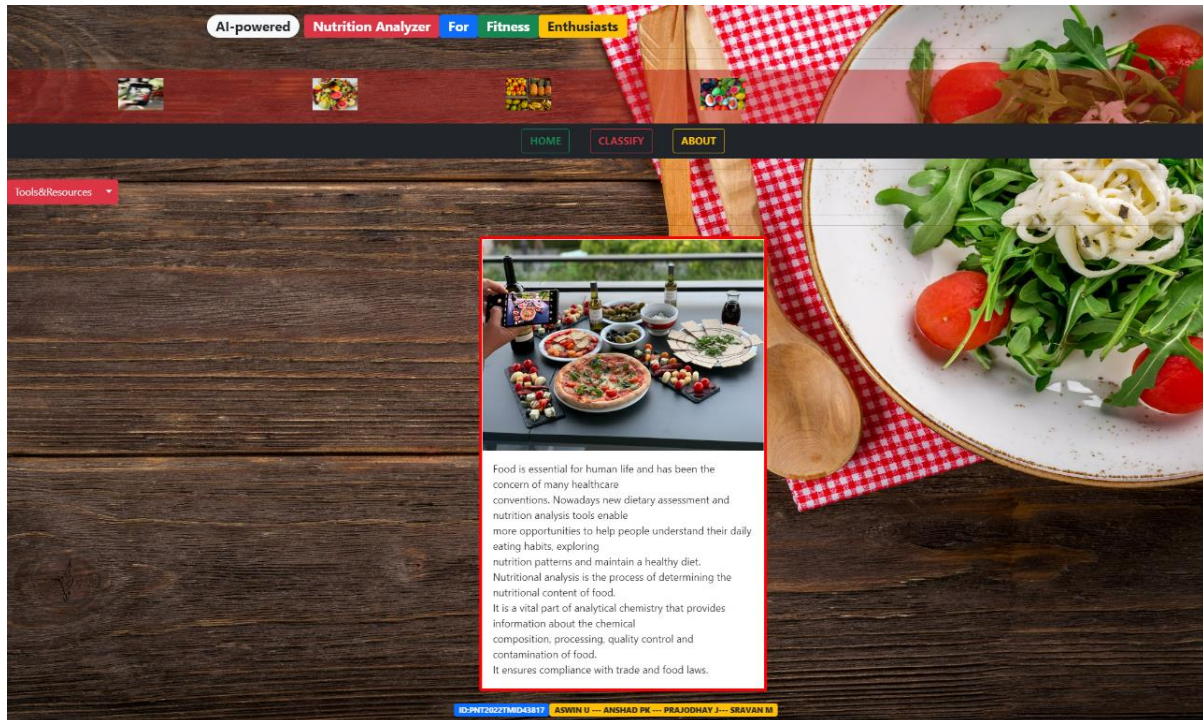 AI-powered Nutrition Analyzer For Fitness Enthusiasts
HOME CLASSIFY ABOUT
Tools&Resources
Food is essential for human life and has been the
concern of many healthcare
conventions. Nowadays new dietary assessment and
nutrition analysis tools enable
more opportunities to help people understand their daily
eating habits, exploring
nutrition patterns and maintain a healthy diet.
Nutritional analysis is the process of determining the
nutritional content of food.
It is a vital part of analytical chemistry that provides
information about the chemical
composition, processing, quality control and
contamination of food.
It ensures compliance with trade and food laws.
ID:PNT2022TMID43817 ASWIN U --- ANSHAD PK --- PRAJODHAY J--- SRAVAN M